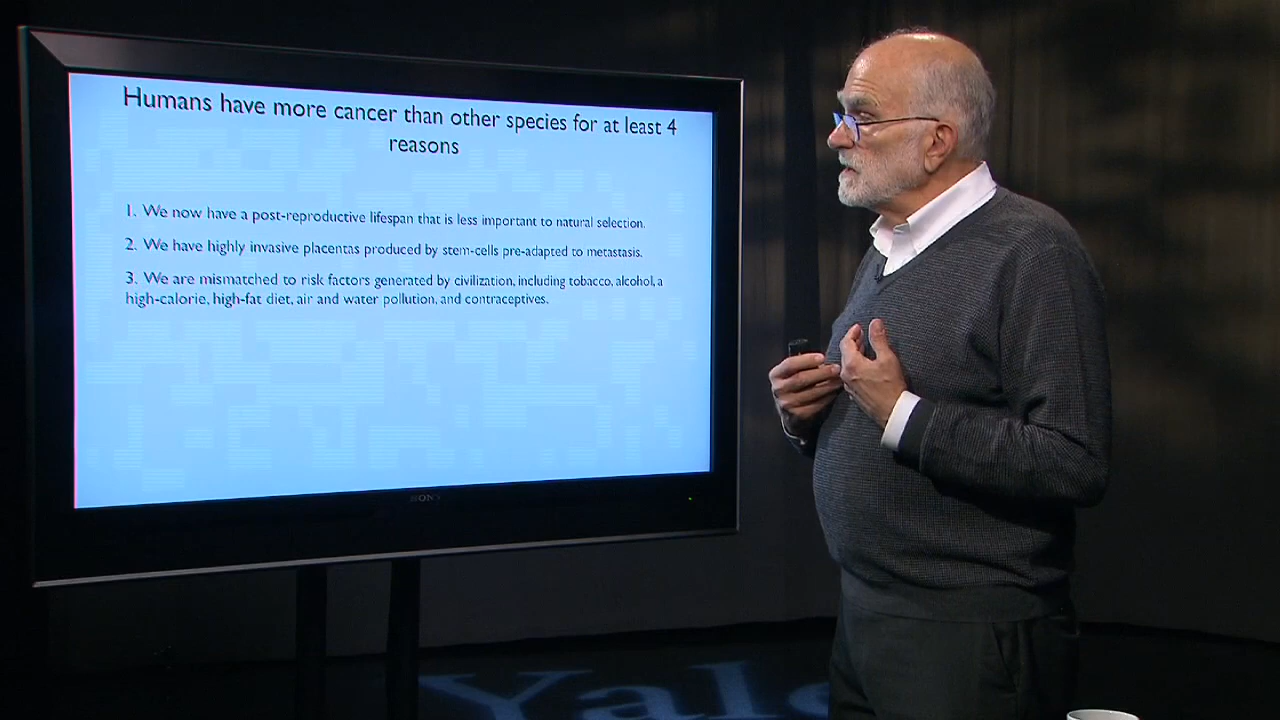 Humans have more cancer than other species for at least 4
reasons
1. We now have a post-reproductive lifespan that is less important to natural selection.
2. We have highly invasive placentas produced by stem-cells pre-adapted to metastasis.
3. We are mismatched to risk factors generated by civilization, including tobacco, alcohol, a
high-calorie, high-fat diet, air and water pollution, and contraceptives.
SONY
Yale